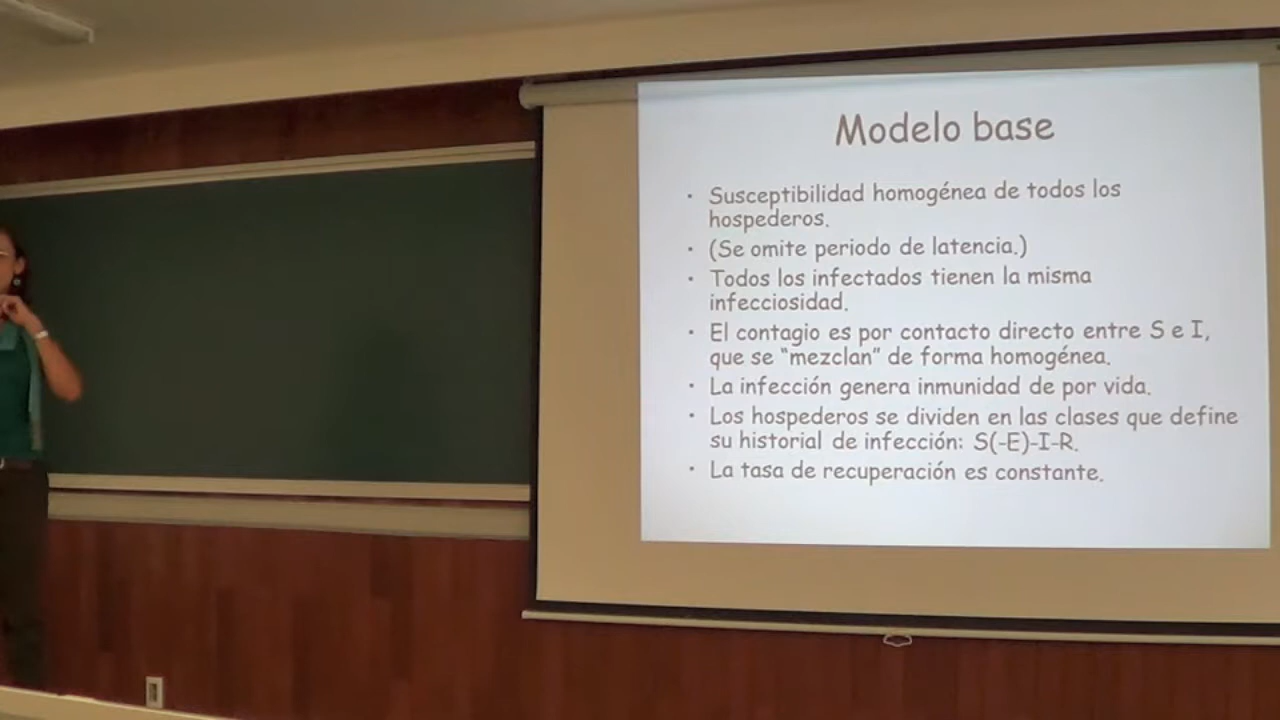 Modelo base
• Susceptibilidad homogénea de todos los
hospederos.
• (Se omite periodo de latencia.)
• Todos los infectados tienen la misma
infecciosidad.
• El contagio es por contacto directo entre S e I,
que se “mezclan” de forma homogénea.
• La infección genera inmunidad de por vida.
• Los hospederos se dividen en las clases que define
su historial de infección: S(-E)-I-R.
• La tasa de recuperación es constante.